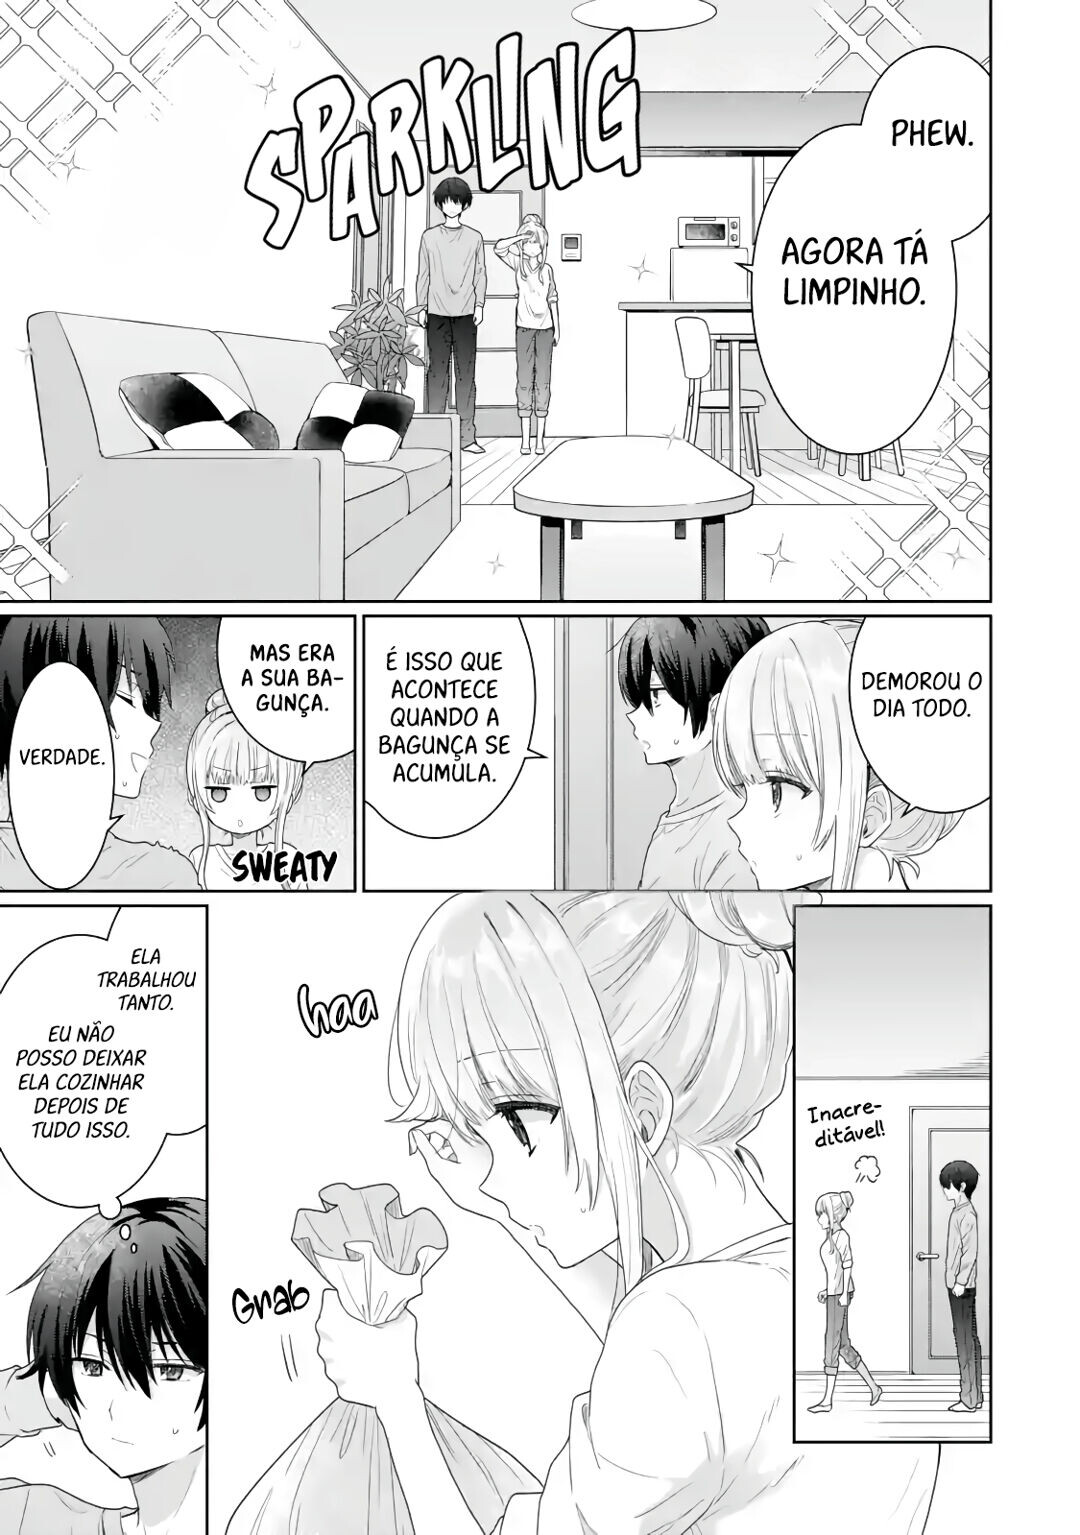 SPARKLING
PHEW.
AGORA TÁ
LIMPINHO.
DEMOROU O
DIA TODO.
É ISSO QUE
ACONTECE
QUANDO A
BAGUNÇA SE
ACUMULA.
MAS ERA
A SUA BA-
GUNÇA.
VERDADE.
SWEATY
Inacre-
ditável!
haa
Grab
ELA
TRABALHOU
TANTO.
EU NÃO
POSSO DEIXAR
ELA COZINHAR
DEPOIS DE
TUDO ISSO.